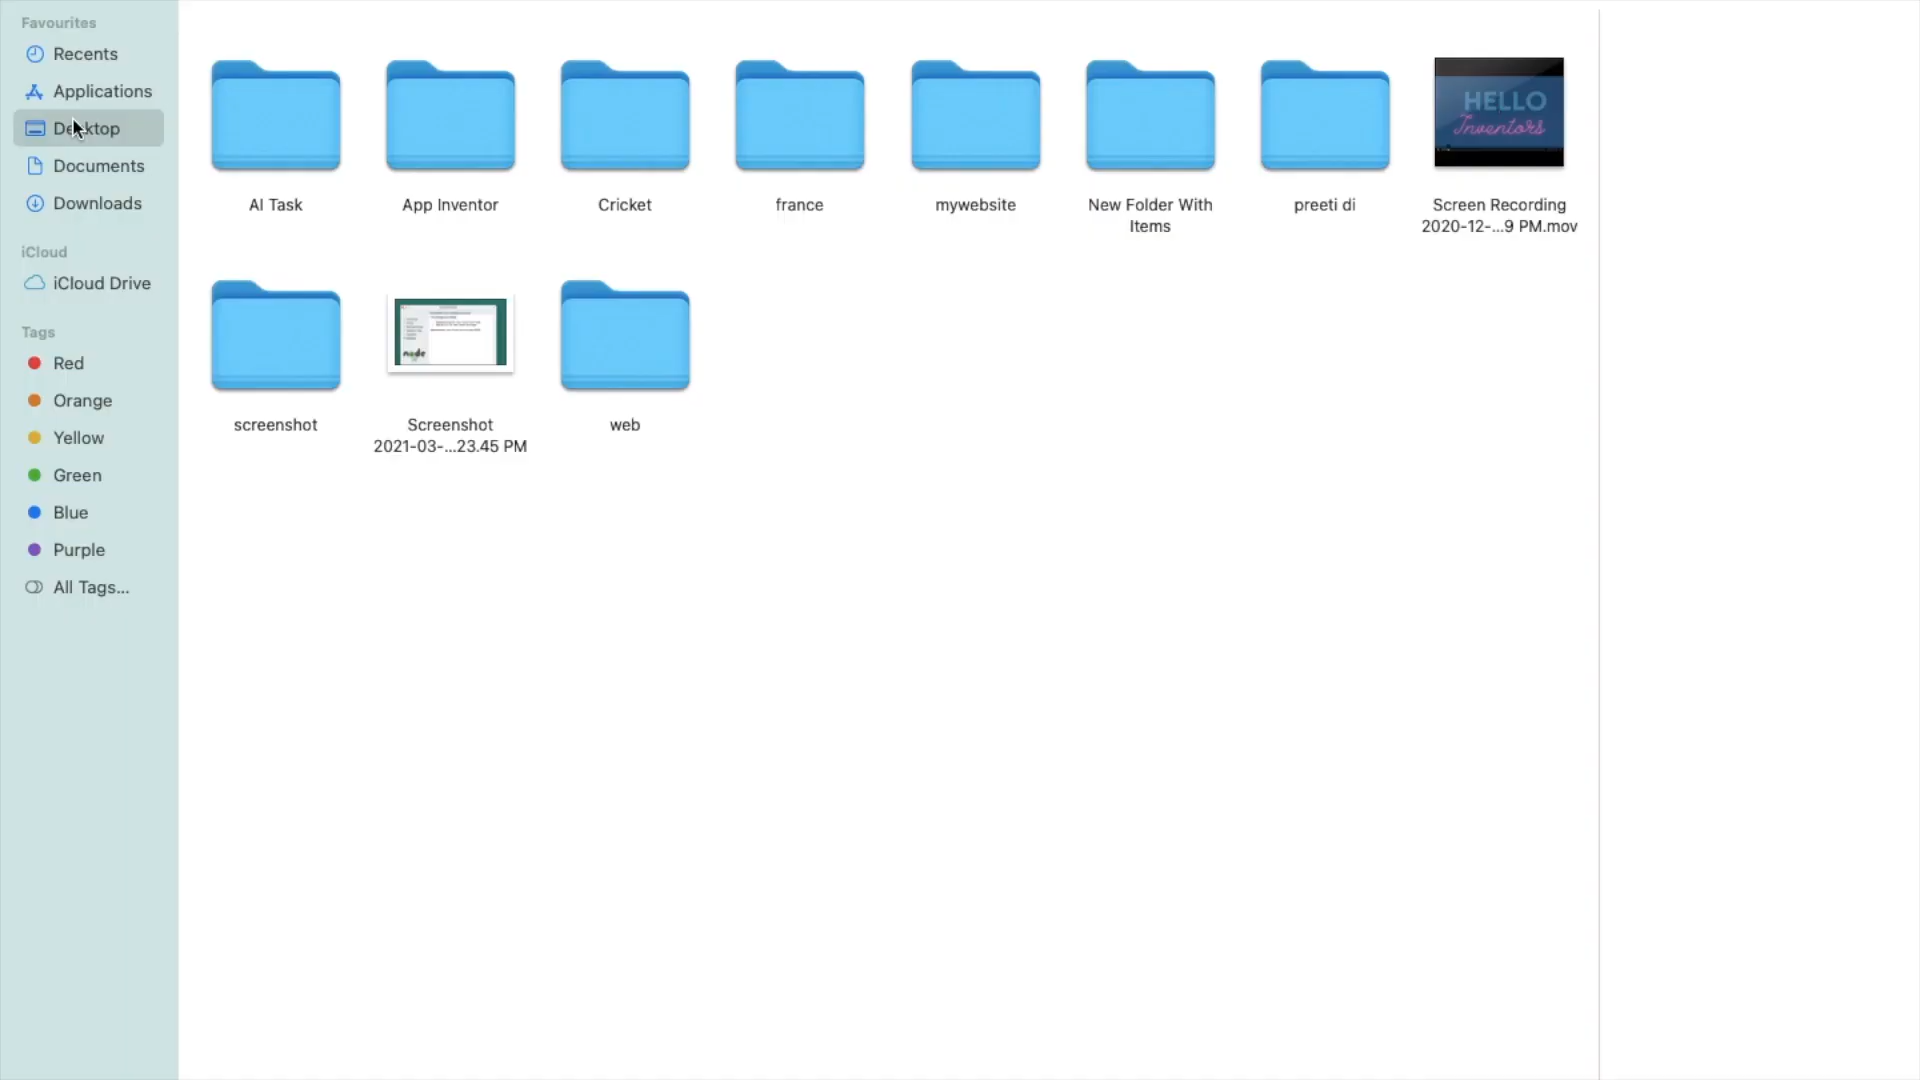 Favourites
Recents
Applications
Desktop
Documents
Downloads
iCloud
iCloud Drive
Tags
Red
Orange
Yellow
Green
Blue
Purple
All Tags...
AI Task
App Inventor
Cricket
france
mywebsite
New Folder With
Items
preeti di
HELLO
Inventors
Screen Recording
2020-12-...9 PM.mov
screenshot
node
Screenshot
2021-03-...23.45 PM
web